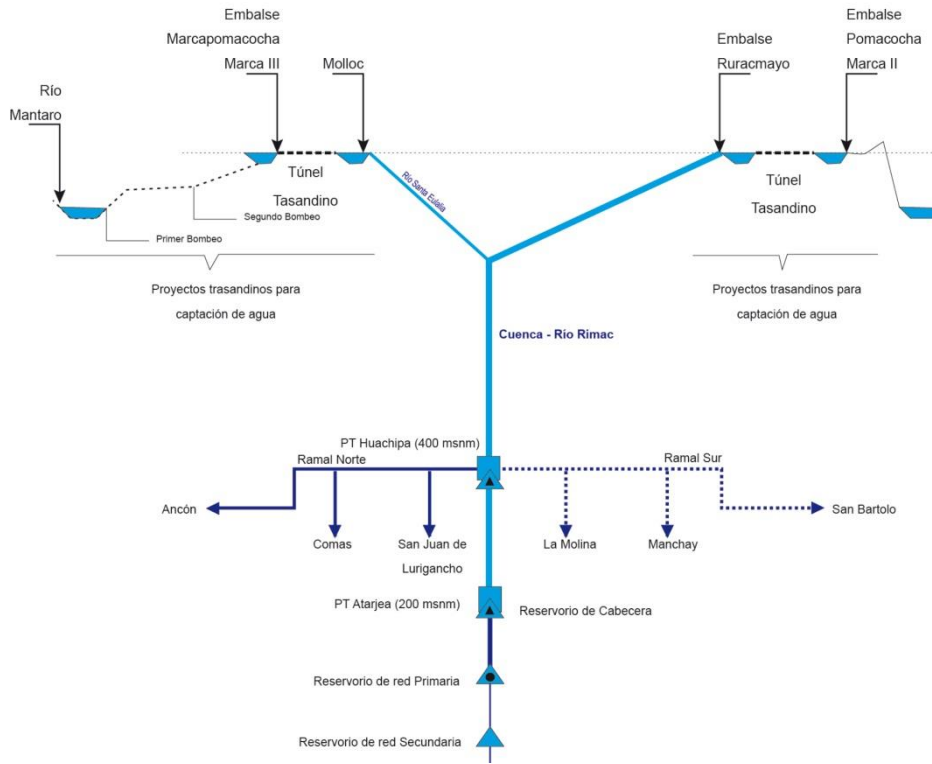 Embalse
Marcapomacocha
Marca III
Molloc
Embalse
Ruracmayo
Embalse
Pomacocha
Marca II
Río
Mantaro
Túnel
Tasandino
Túnel
Tasandino
Río Santa Eulalia
Segundo Bombeo
Primer Bombeo
Proyectos trasandinos para
captación de agua
Proyectos trasandinos para
captación de agua
Cuenca - Río Rimac
PT Huachipa (400 msnm)
Ramal Norte
Ramal Sur
Ancón
San Bartolo
Comas
San Juan de
Lurigancho
La Molina
Manchay
PT Atarjea (200 msnm)
Reservorio de Cabecera
Reservorio de red Primaria
Reservorio de red Secundaria